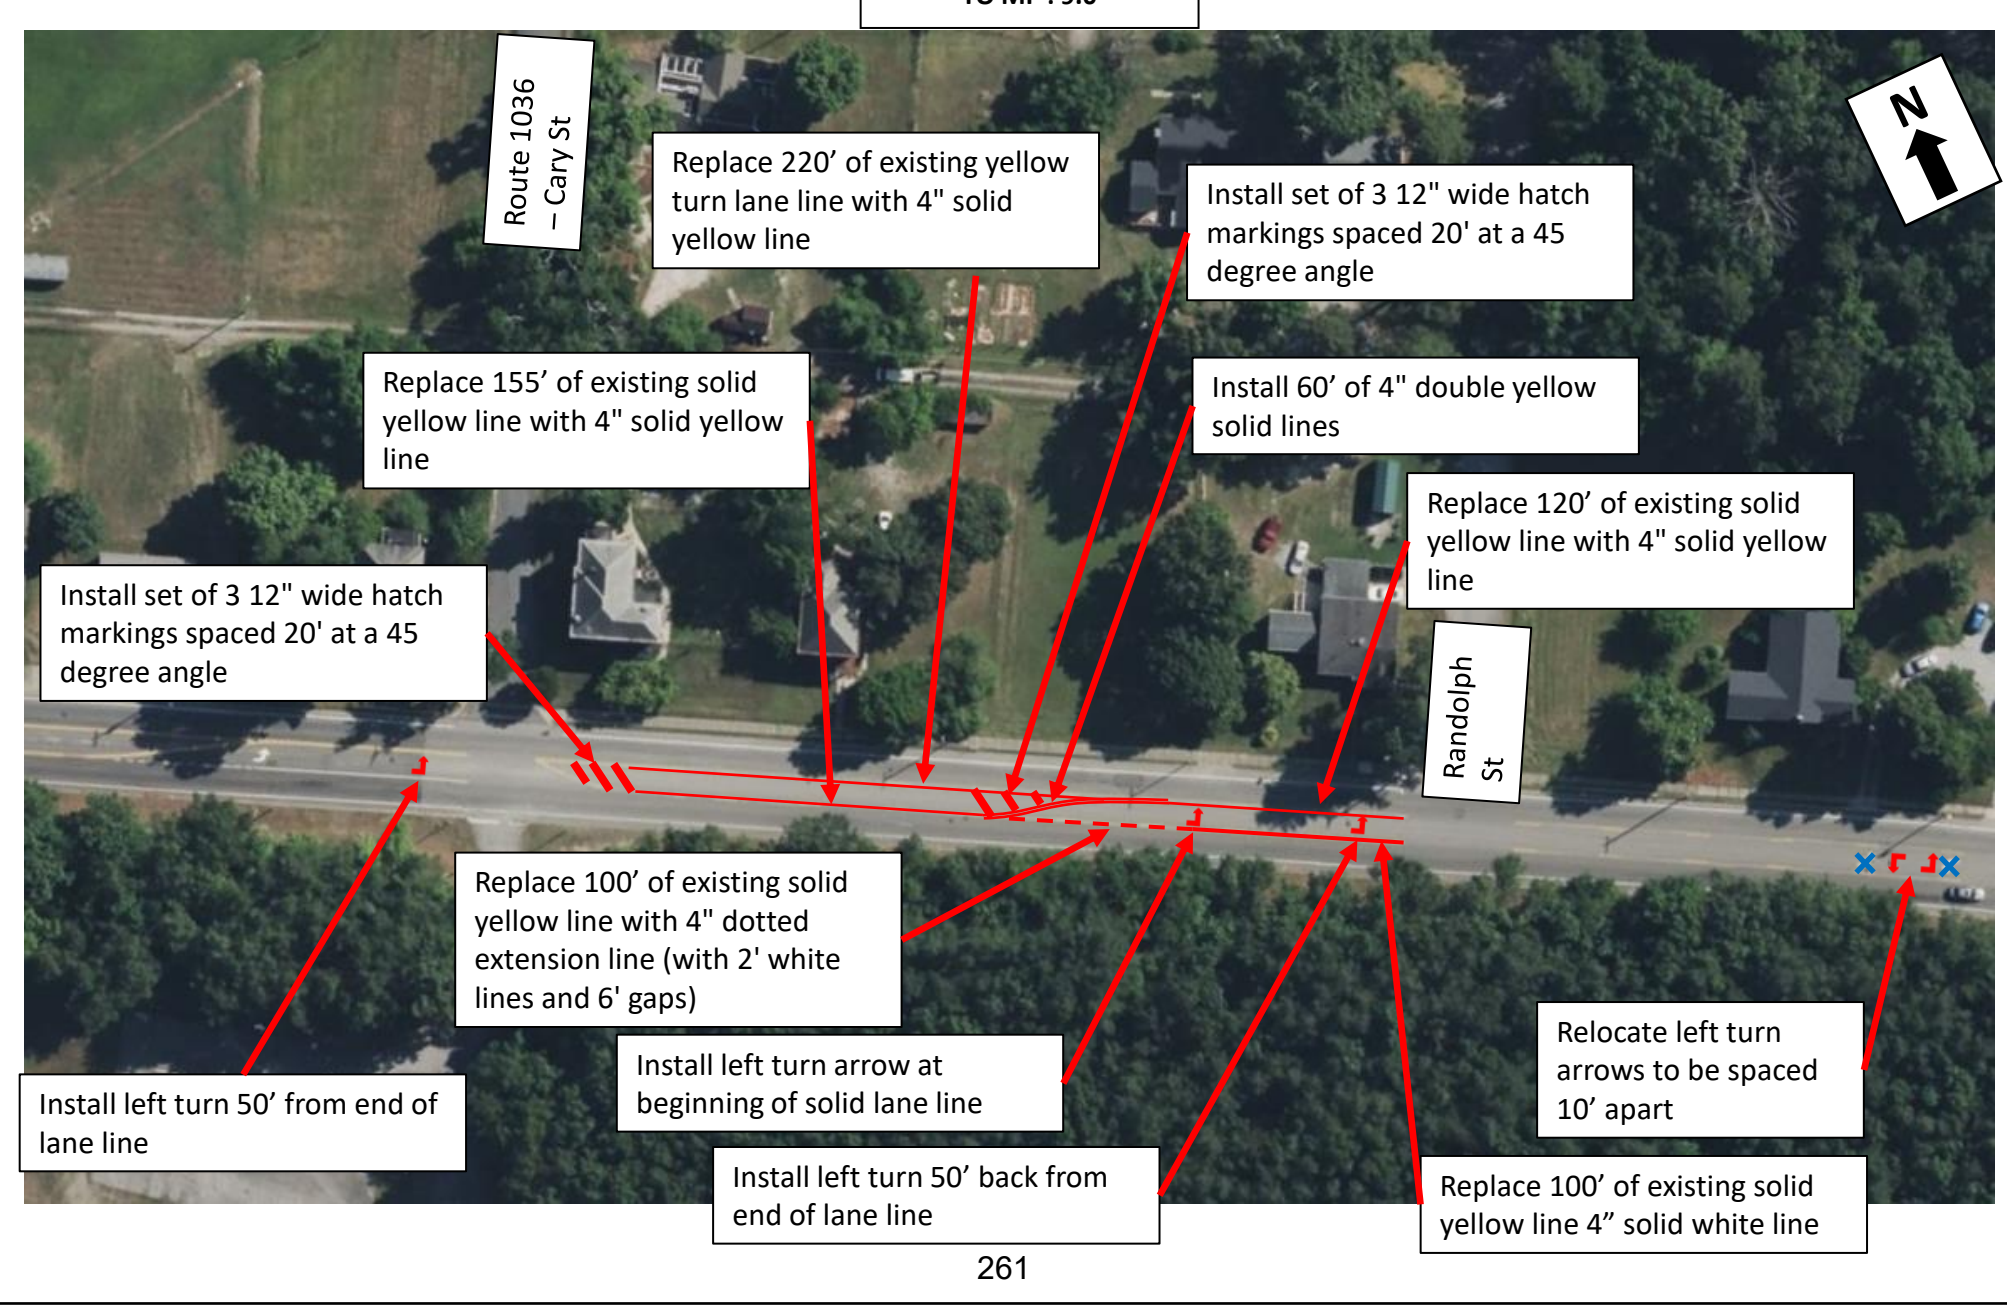 TO MP: 9.6
N
Route 1036
– Cary St
Replace 220’ of existing yellow
turn lane line with 4" solid
yellow line
Install set of 3 12" wide hatch
markings spaced 20' at a 45
degree angle
Replace 155’ of existing solid
yellow line with 4" solid yellow
line
Install 60’ of 4" double yellow
solid lines
Replace 120’ of existing solid
yellow line with 4" solid yellow
line
Install set of 3 12" wide hatch
markings spaced 20' at a 45
degree angle
Randolph
St
Replace 100’ of existing solid
yellow line with 4" dotted
extension line (with 2' white
lines and 6' gaps)
Relocate left turn
arrows to be spaced
10’ apart
Install left turn arrow at
beginning of solid lane line
Install left turn 50’ from end of
lane line
Install left turn 50’ back from
end of lane line
Replace 100’ of existing solid
yellow line 4” solid white line
261